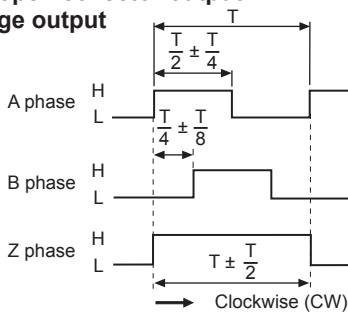 ge output
T
T/2 ± T/4
A phase H L
T/4 ± T/8
B phase H L
Z phase H L
T ± T/2
Clockwise (CW)